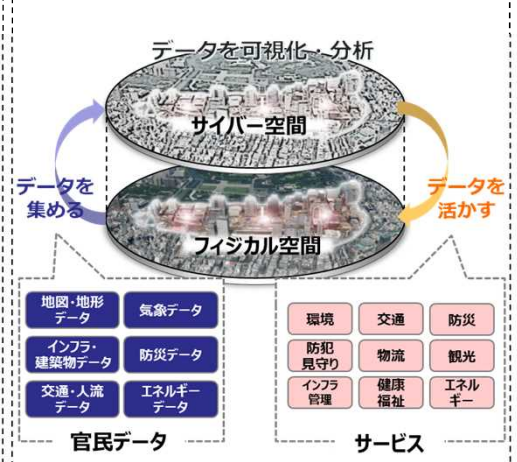 データを可視化・分析
サイバー空間
データを
集める
データを
活かす
フィジカル空間
地図・地形
データ
気象データ
インフラ・
建築物データ
防災データ
交通・人流
データ
エネルギー
データ
官民データ
環境
交通
防災
防犯
見守り
物流
観光
インフラ
管理
健康
福祉
エネル
ギー
サービス